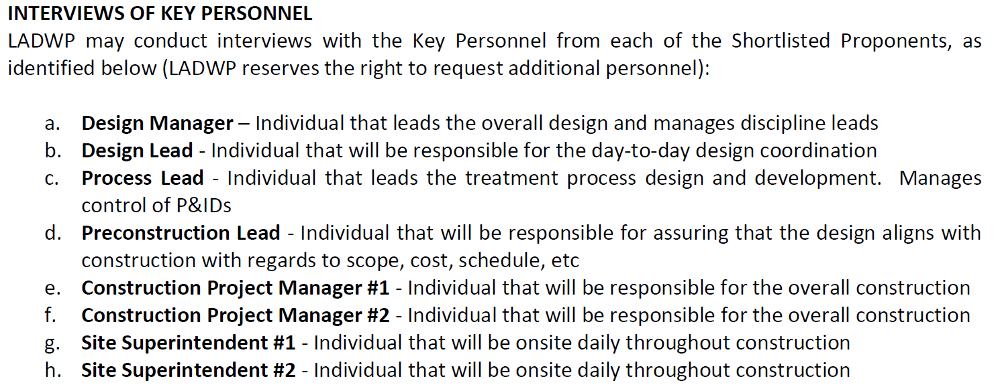 INTERVIEWS OF KEY PERSONNEL
LADWP may conduct interviews with the Key Personnel from each of the Shortlisted Proponents, as
identified below (LADWP reserves the right to request additional personnel):
a. Design Manager – Individual that leads the overall design and manages discipline leads
b. Design Lead - Individual that will be responsible for the day-to-day design coordination
c. Process Lead - Individual that leads the treatment process design and development. Manages
control of P&IDs
d. Preconstruction Lead - Individual that will be responsible for assuring that the design aligns with
construction with regards to scope, cost, schedule, etc
e. Construction Project Manager #1 - Individual that will be responsible for the overall construction
f. Construction Project Manager #2 - Individual that will be responsible for the overall construction
g. Site Superintendent #1 - Individual that will be onsite daily throughout construction
h. Site Superintendent #2 - Individual that will be onsite daily throughout construction